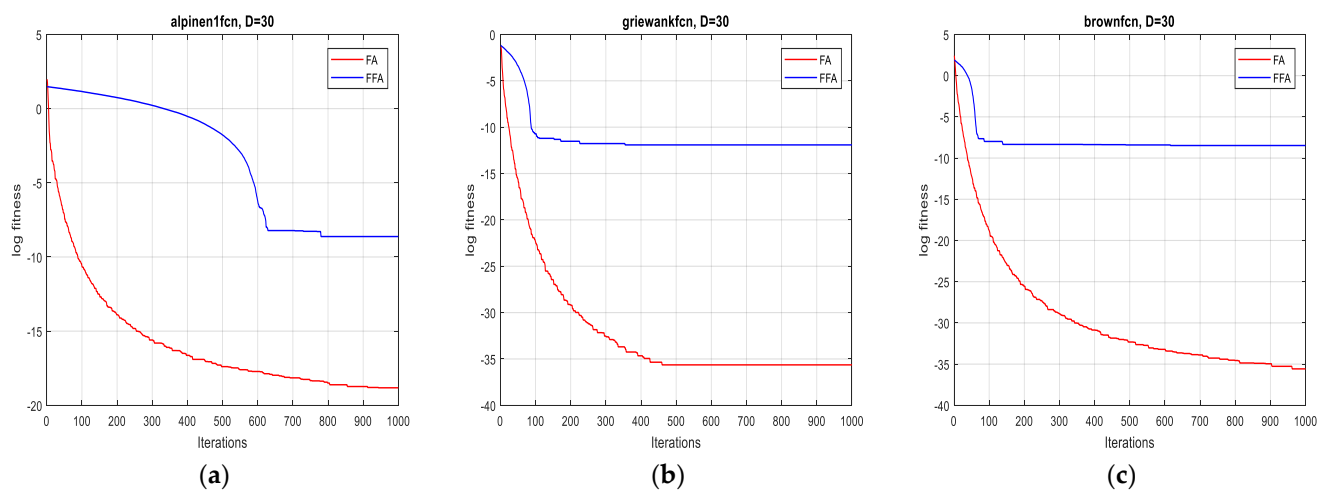 alpinen1fcn, D=30
5
0
-5
-10
-15
-20
log fitness
0 100 200 300 400 500 600 700 800 900 1000
Iterations
FA
FFA
(a)
griewankfcn, D=30
0
-5
-10
-15
-20
-25
-30
-35
-40
log fitness
0 100 200 300 400 500 600 700 800 900 1000
Iterations
FA
FFA
(b)
brownfcn, D=30
5
0
-5
-10
-15
-20
-25
-30
-35
-40
log fitness
0 100 200 300 400 500 600 700 800 900 1000
Iterations
FA
FFA
(c)